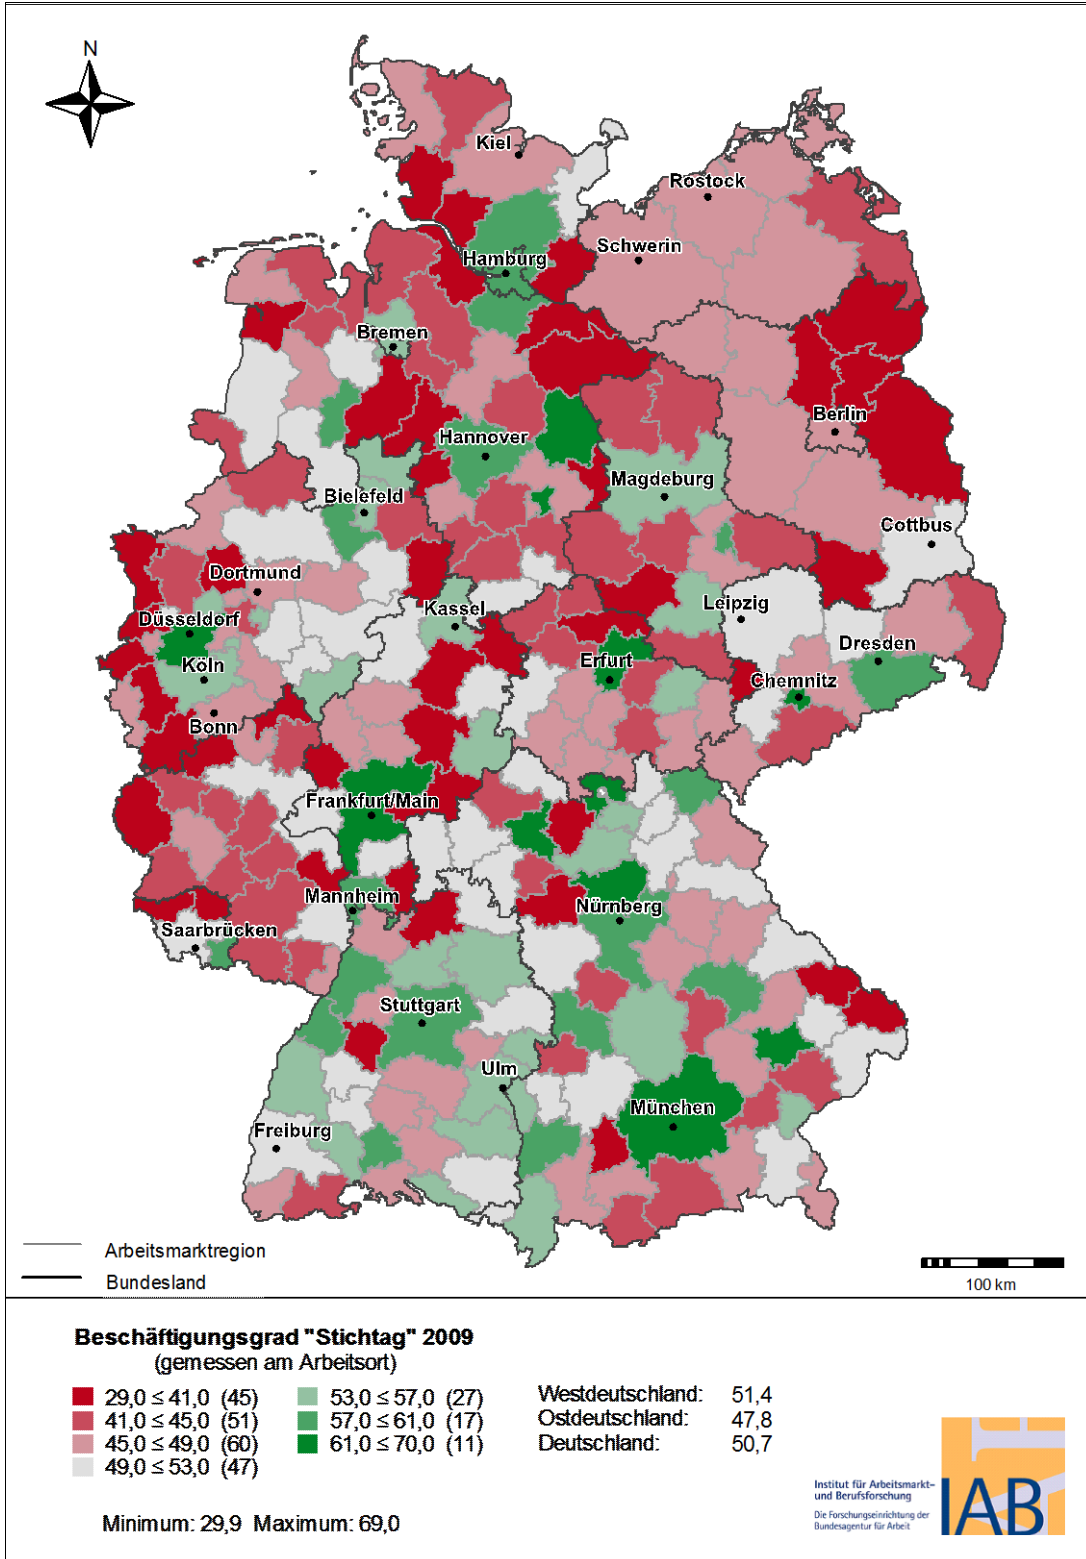 N
Kiel
Rostock
Schwerin
Hamburg
Bremen
Berlin
Hannover
Magdeburg
Bielefeld
Cottbus
Dortmund
Leipzig
Kassel
Düsseldorf
Dresden
Köln
Erfurt
Chemnitz
Bonn
Frankfurt/Main
Mannheim
Nürnberg
Saarbrücken
Stuttgart
Ulm
München
Freiburg
Arbeitsmarktregion
Bundesland
100 km
Beschäftigungsgrad "Stichtag" 2009
(gemessen am Arbeitsort)
29,0 ≤ 41,0 (45)
41,0 ≤ 45,0 (51)
45,0 ≤ 49,0 (60)
49,0 ≤ 53,0 (47)
53,0 ≤ 57,0 (27)
57,0 ≤ 61,0 (17)
61,0 ≤ 70,0 (11)
Westdeutschland: 51,4
Ostdeutschland: 47,8
Deutschland: 50,7
Minimum: 29,9 Maximum: 69,0
Institut für Arbeitsmarkt-
und Berufsforschung
Die Forschungseinrichtung der
Bundesagentur für Arbeit
IAB